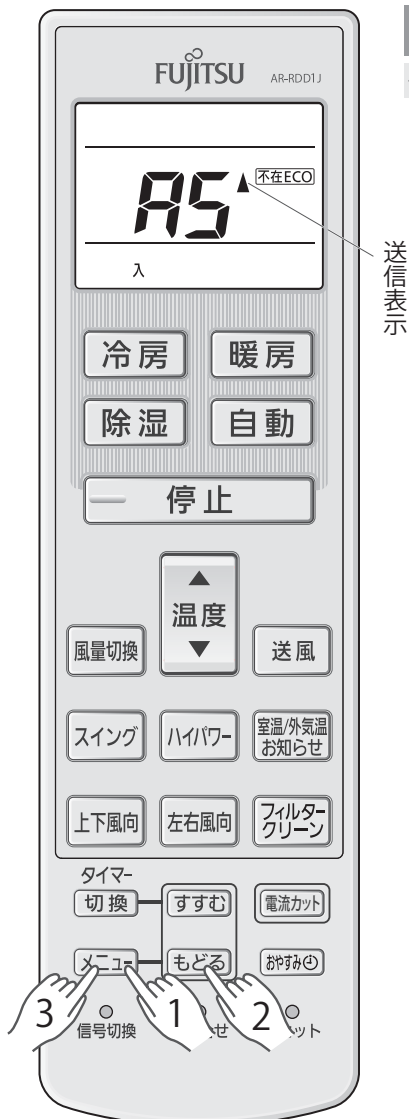 FUJITSU AR-RDD1J
A5 不在ECO
入
送信表示
冷房 暖房
除湿 自動
停止
温度
風量切換 送風
スイング ハイパワー 室温/外気温
お知らせ
上下風向 左右風向 フィルター
クリーン
タイマー
切換 すすむ 電流カット
メニュー もどる おやすみ
3 1 2
信号切換 せ ット